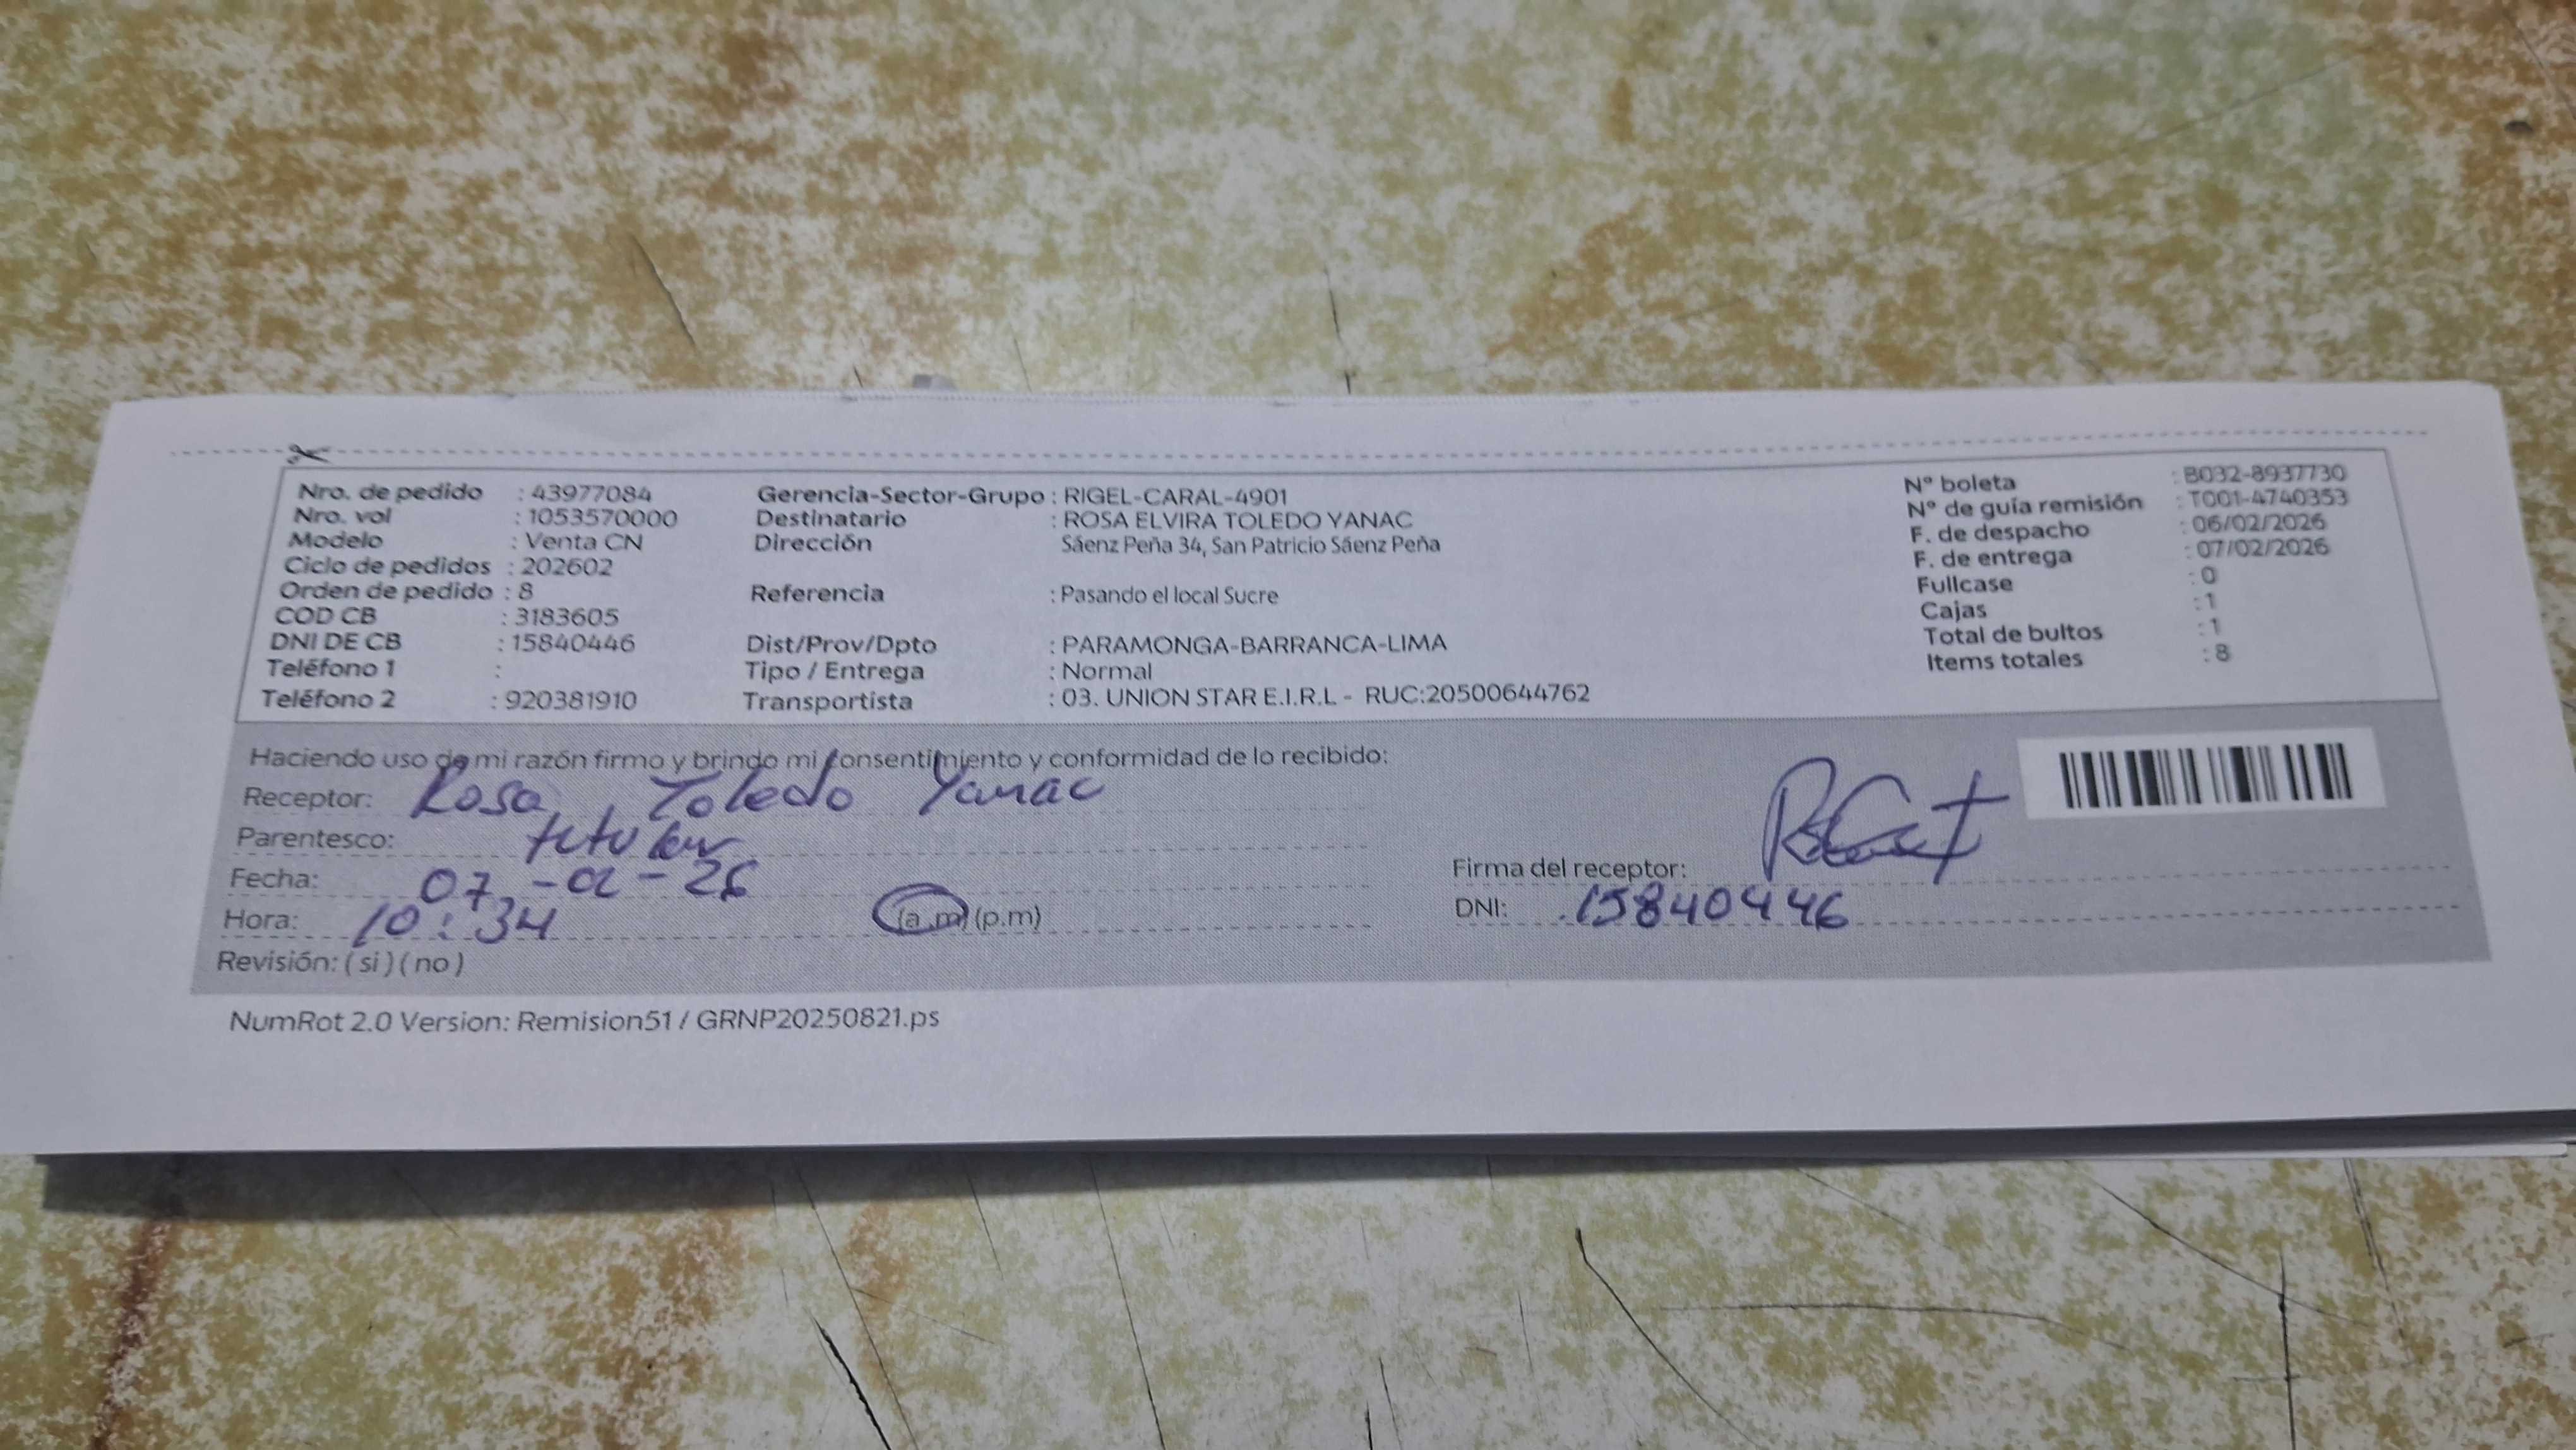 Nro. de pedido : 43977084
Nro. vol : 1053570000
Modelo : Venta CN
Ciclo de pedidos : 202602
Orden de pedido : 8
COD CB : 3183605
DNI DE CB : 15840446
Teléfono 1 :
Teléfono 2 : 920381910
Gerencia-Sector-Grupo : RIGEL-CARAL-4901
Destinatario : ROSA ELVIRA TOLEDO YANAC
Dirección Sáenz Peña 34, San Patricio Sáenz Peña
Referencia : Pasando el local Sucre
Dist/Prov/Dpto : PARAMONGA-BARRANCA-LIMA
Tipo / Entrega : Normal
Transportista : 03. UNION STAR E.I.R.L - RUC:20500644762
N° boleta : B032-8937730
N° de guía remisión : T001-4740353
F. de despacho : 06/02/2026
F. de entrega : 07/02/2026
Fullcase : 0
Cajas : 1
Total de bultos : 1
Items totales : 8
Haciendo uso de mi razón firmo y brindo mi consentimiento y conformidad de lo recibido:
Receptor: Rosa Toledo Yanac
Parentesco: titular
Fecha: 07-02-26
Hora: 10:34 (a.m) (p.m)
Revisión: ( si ) ( no )
Firma del receptor:
DNI: 15840446
NumRot 2.0 Version: Remision51 / GRNP20250821.ps